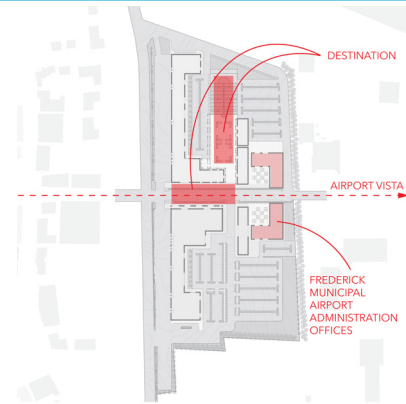 DESTINATION
AIRPORT VISTA
FREDERICK
MUNICIPAL
AIRPORT
ADMINISTRATION
OFFICES